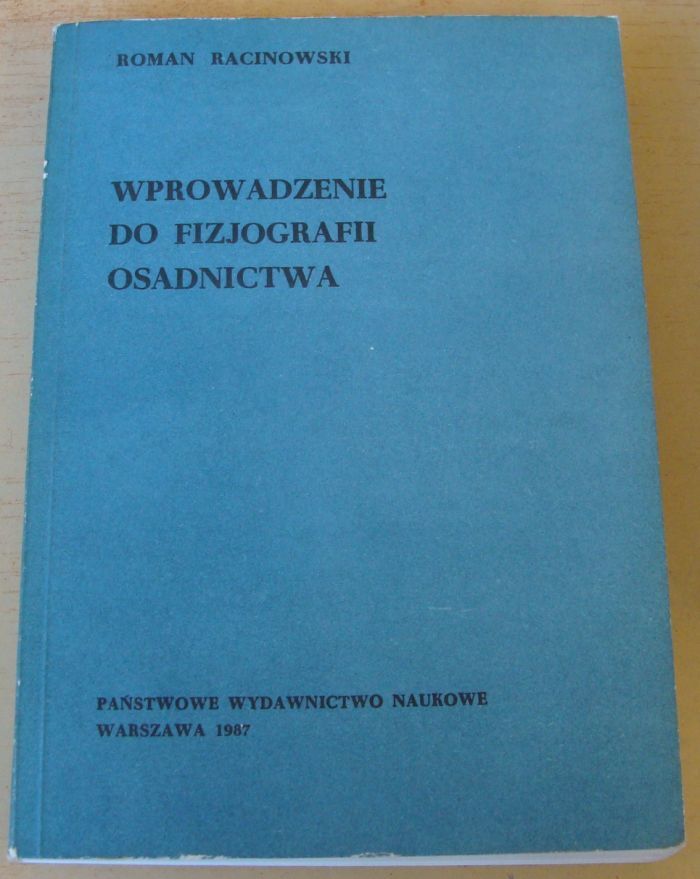 ROMAN RACINOWSKI
WPROWADZENIE
DO FIZJOGRAFII
OSADNICTWA
PAŃSTWOWE WYDAWNICTWO NAUKOWE
WARSZAWA 1987